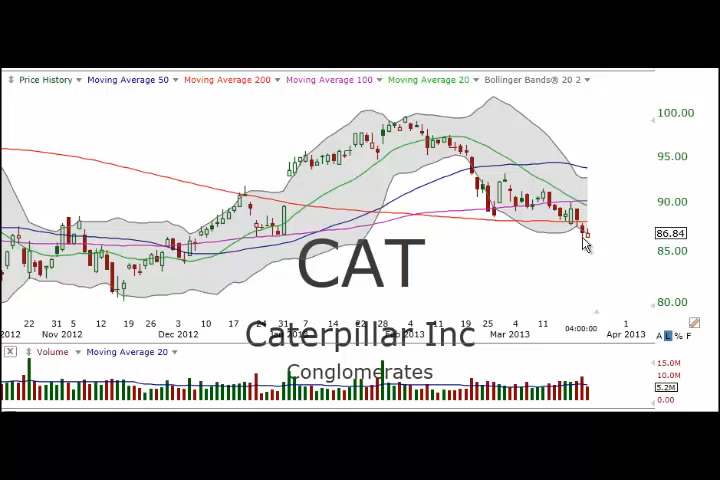 Price History Moving Average 50 Moving Average 200 Moving Average 100 Moving Average 20 Bollinger Bands® 20 2
100.00
95.00
90.00
86.84
85.00
80.00
CAT
Caterpillar Inc
Conglomerates
22 31 5 12 19 26 3 10 17 24 31 7 14 22 28 4 11 19 25 4 11 04:00:00 1
2012 Nov 2012 Dec 2012 Feb 2013 Mar 2013 Apr 2013
A L % F
X Volume Moving Average 20
15.0M
10.0M
5.2M
0.00